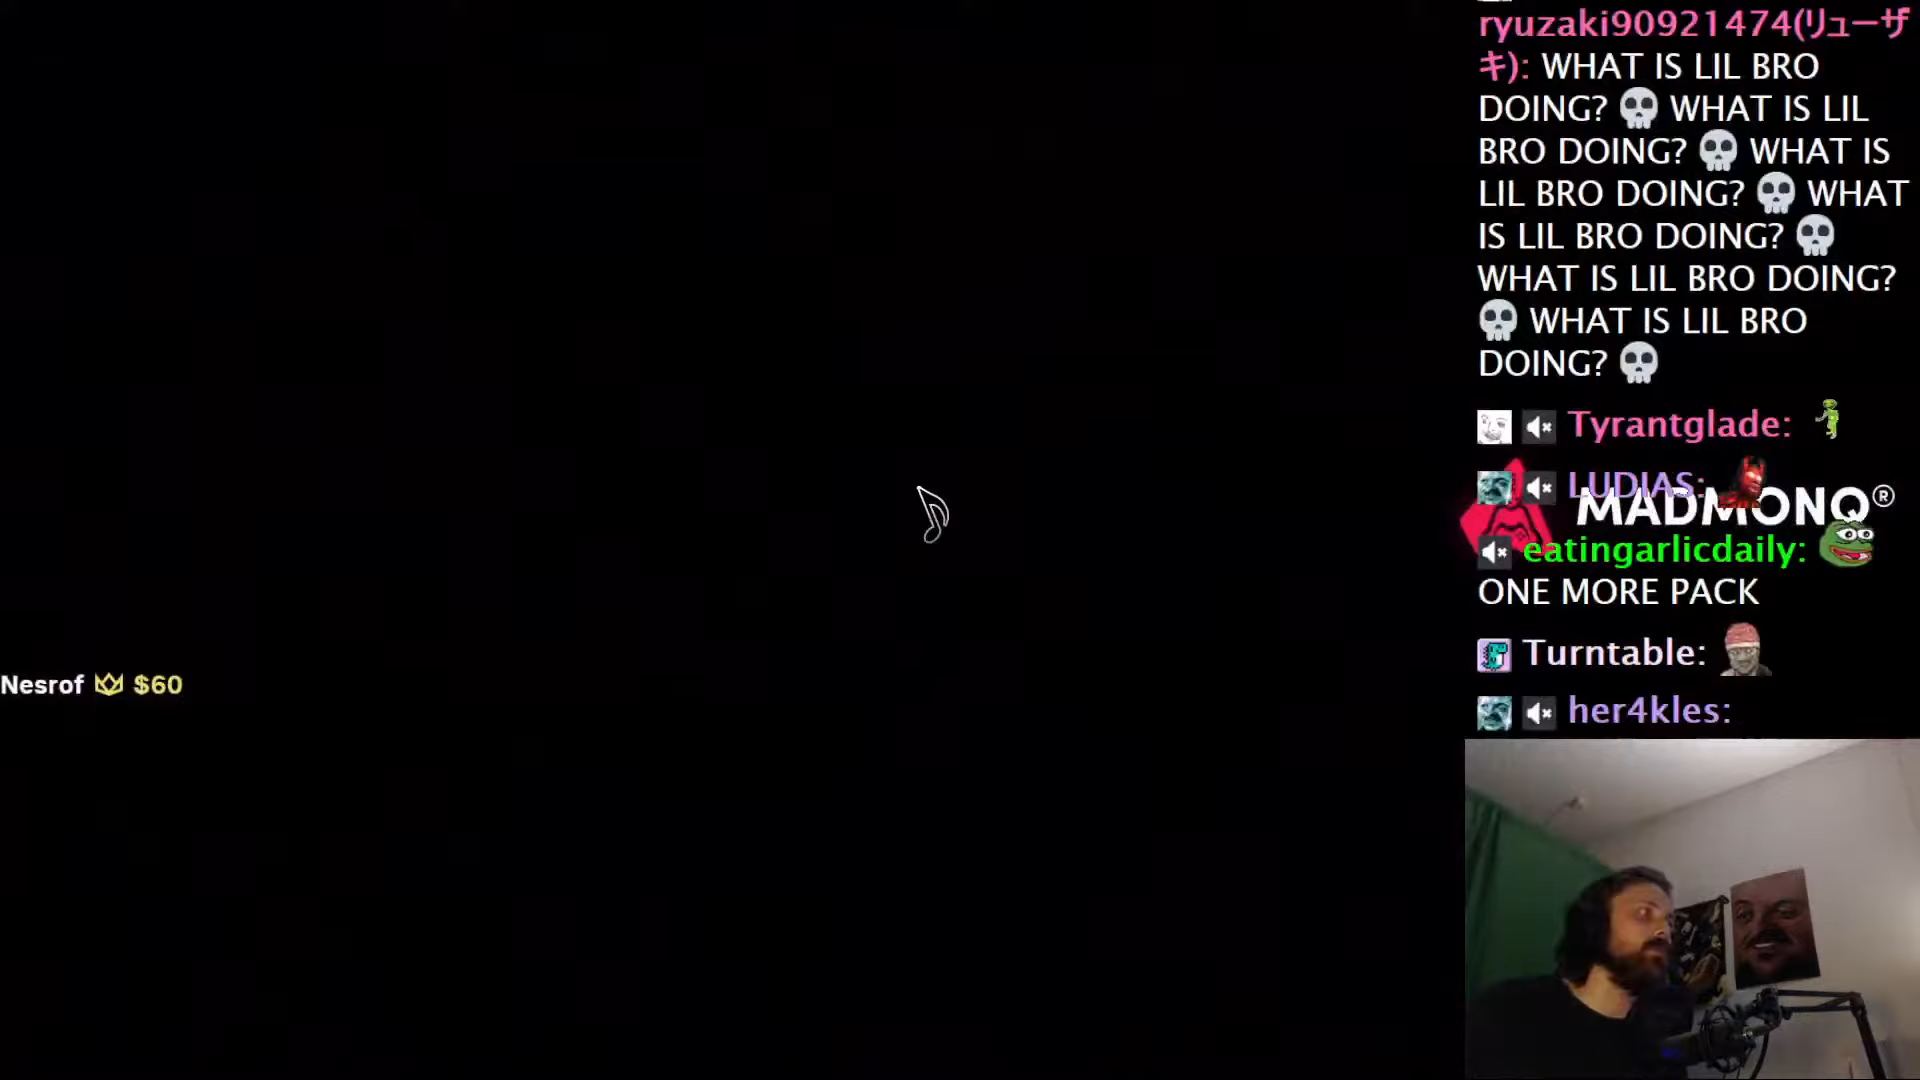 ryuzaki90921474(リューザ
キ): WHAT IS LIL BRO
DOING? 💀 WHAT IS LIL
BRO DOING? 💀 WHAT IS
LIL BRO DOING? 💀 WHAT
IS LIL BRO DOING? 💀
WHAT IS LIL BRO DOING?
💀 WHAT IS LIL BRO
DOING? 💀
Tyrantglade:
LUDIAS:
MADMONQ®
eatingarlicdaily:
ONE MORE PACK
Turntable:
her4kles:
Nesrof $60